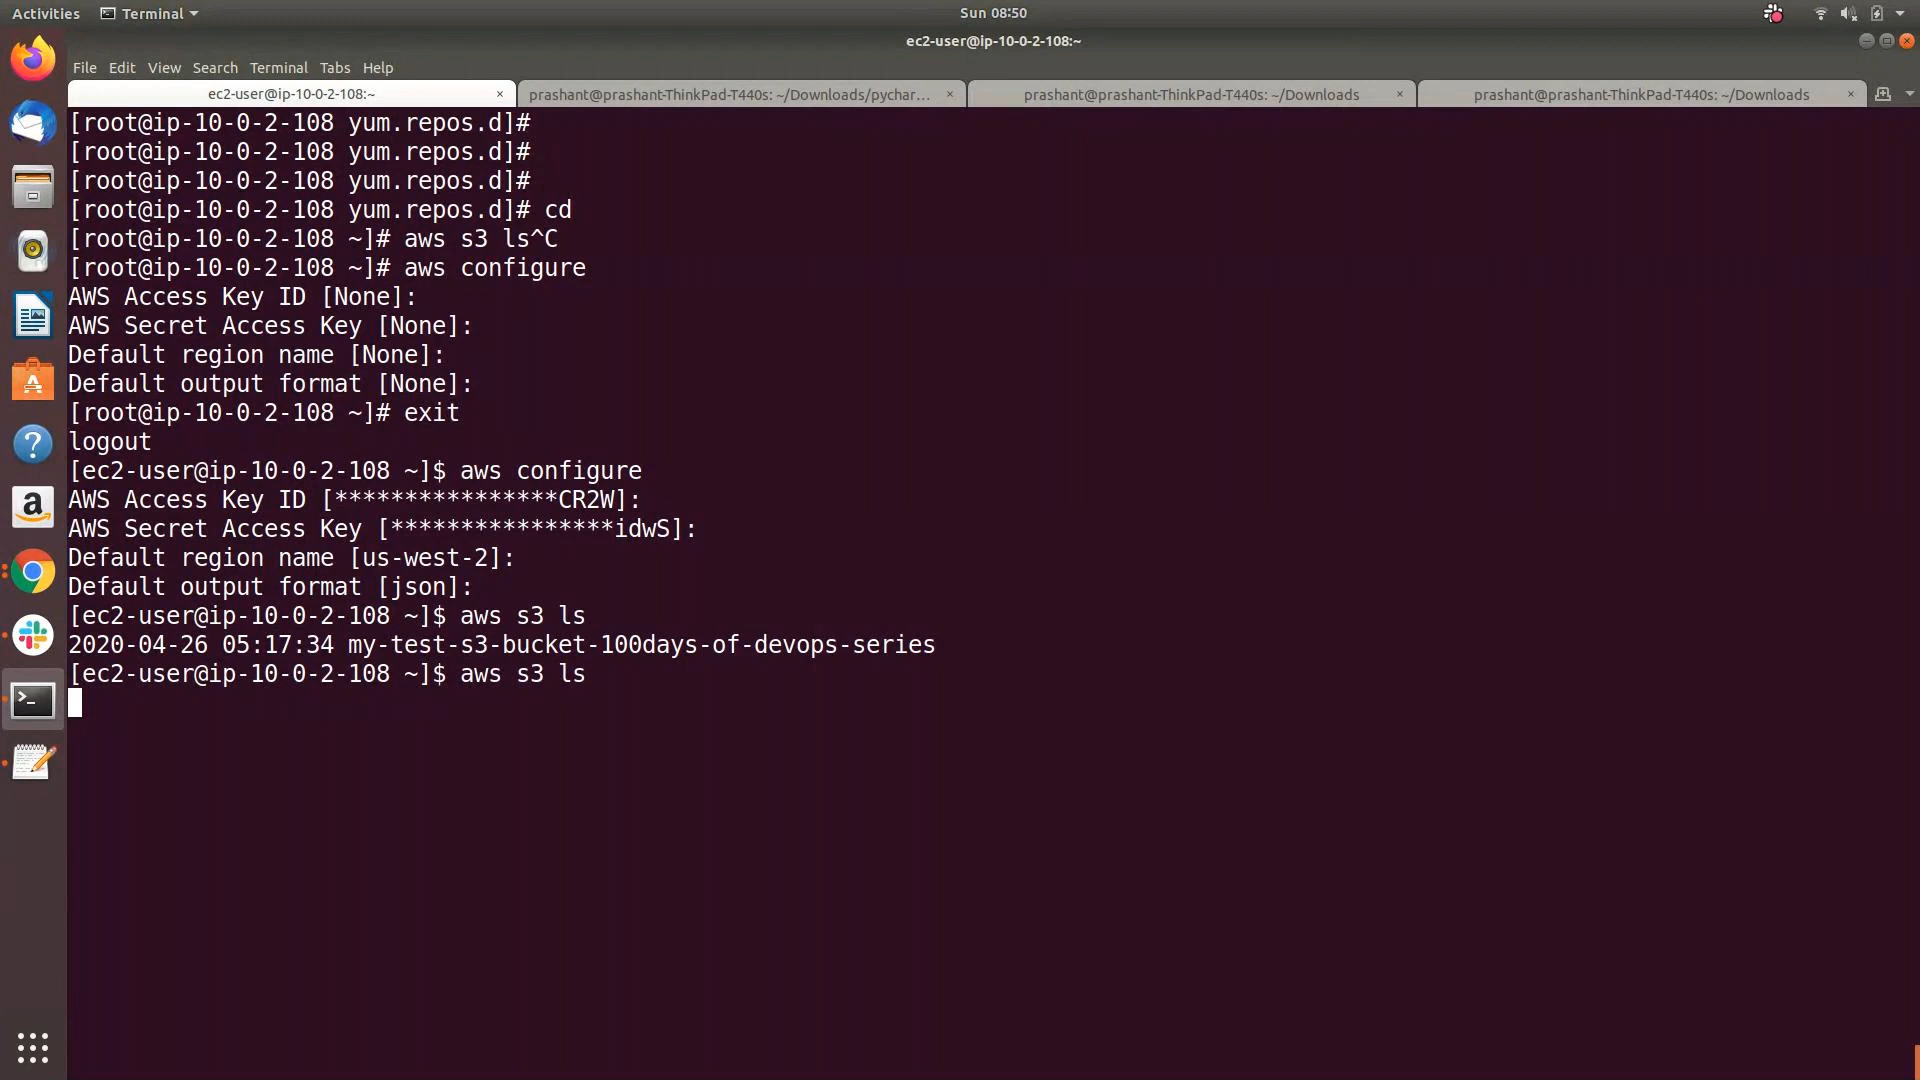 Activities Terminal Sun 08:50
ec2-user@ip-10-0-2-108:~
File Edit View Search Terminal Tabs Help
ec2-user@ip-10-0-2-108:~ × prashant@prashant-ThinkPad-T440s: ~/Downloads/pychar... × prashant@prashant-ThinkPad-T440s: ~/Downloads × prashant@prashant-ThinkPad-T440s: ~/Downloads ×
[root@ip-10-0-2-108 yum.repos.d]#
[root@ip-10-0-2-108 yum.repos.d]#
[root@ip-10-0-2-108 yum.repos.d]#
[root@ip-10-0-2-108 yum.repos.d]# cd
[root@ip-10-0-2-108 ~]# aws s3 ls^C
[root@ip-10-0-2-108 ~]# aws configure
AWS Access Key ID [None]:
AWS Secret Access Key [None]:
Default region name [None]:
Default output format [None]:
[root@ip-10-0-2-108 ~]# exit
logout
[ec2-user@ip-10-0-2-108 ~]$ aws configure
AWS Access Key ID [****************CR2W]:
AWS Secret Access Key [****************idwS]:
Default region name [us-west-2]:
Default output format [json]:
[ec2-user@ip-10-0-2-108 ~]$ aws s3 ls
2020-04-26 05:17:34 my-test-s3-bucket-100days-of-devops-series
[ec2-user@ip-10-0-2-108 ~]$ aws s3 ls